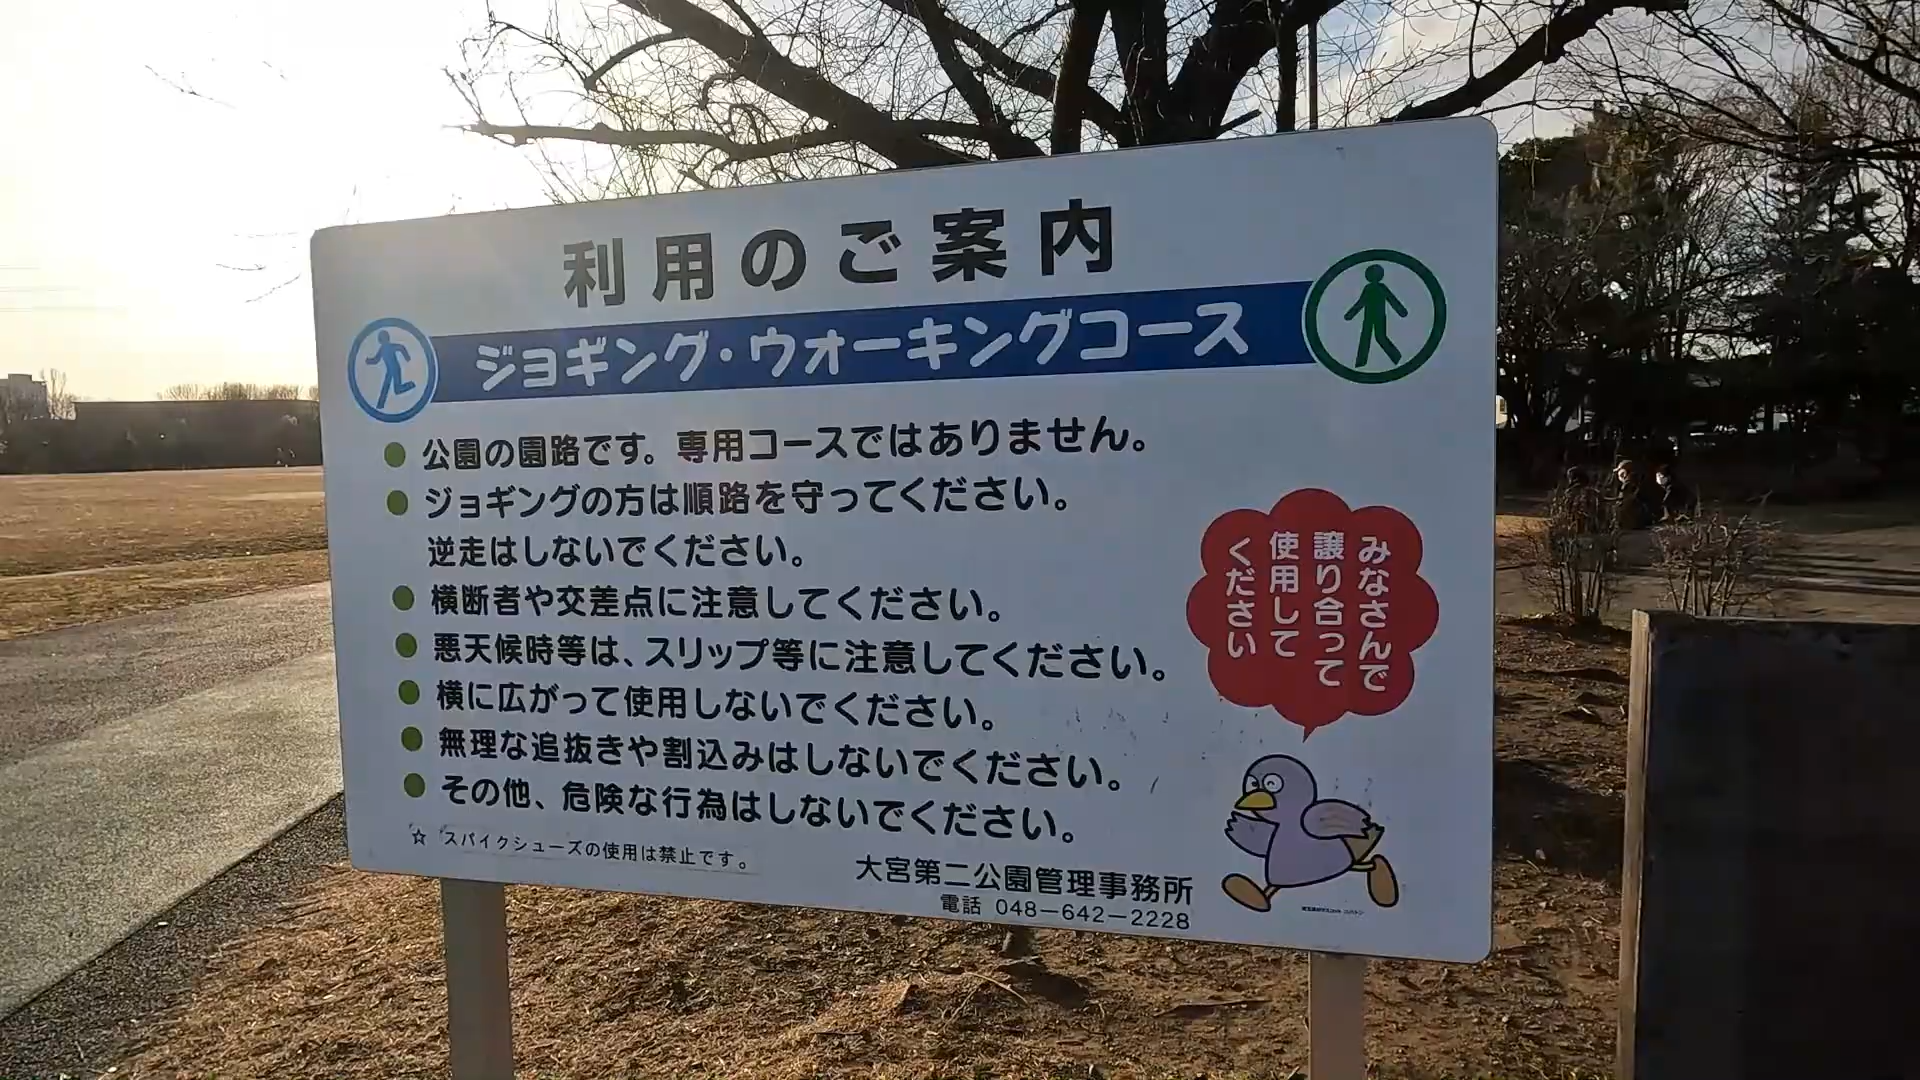 利用のご案内
ジョギング・ウォーキングコース
● 公園の園路です。専用コースではありません。
● ジョギングの方は順路を守ってください。
逆走はしないでください。
● 横断者や交差点に注意してください。
● 悪天候時等は、スリップ等に注意してください。
● 横に広がって使用しないでください。
● 無理な追抜きや割込みはしないでください。
● その他、危険な行為はしないでください。
☆ スパイクシューズの使用は禁止です。
みなさんで
譲り合って
使用して
ください
大宮第二公園管理事務所
電話 048−642−2228